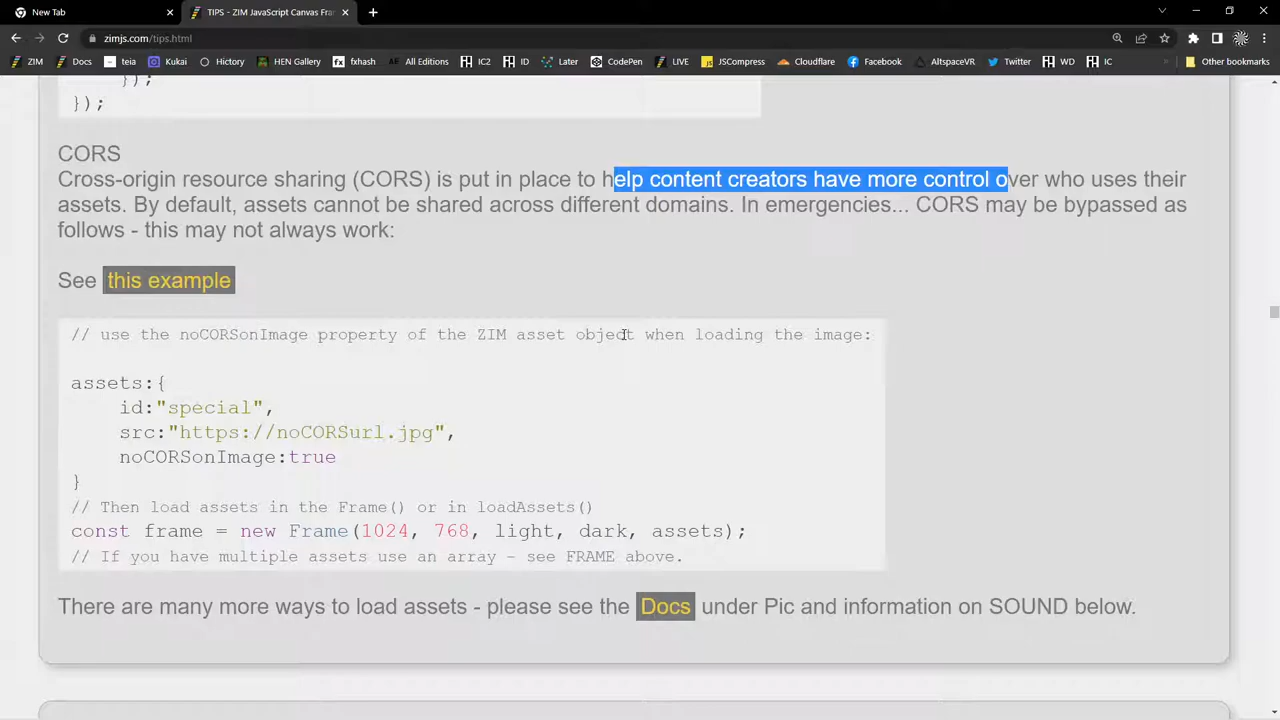 New Tab
TIPS - ZIM JavaScript Canvas Fram
zimjs.com/tips.html
ZIM
Docs
teia
Kukai
Hictory
HEN Gallery
fxhash
All Editions
IC2
ID
Later
CodePen
LIVE
JSCompress
Cloudflare
Facebook
AltspaceVR
Twitter
WD
IC
Other bookmarks
});
});
CORS
Cross-origin resource sharing (CORS) is put in place to help content creators have more control over who uses their
assets. By default, assets cannot be shared across different domains. In emergencies... CORS may be bypassed as
follows - this may not always work:
See this example
// use the noCORSonImage property of the ZIM asset object when loading the image:
assets:{
id:"special",
src:"https://noCORSurl.jpg",
noCORSonImage:true
}
// Then load assets in the Frame() or in loadAssets()
const frame = new Frame(1024, 768, light, dark, assets);
// If you have multiple assets use an array - see FRAME above.
There are many more ways to load assets - please see the Docs under Pic and information on SOUND below.